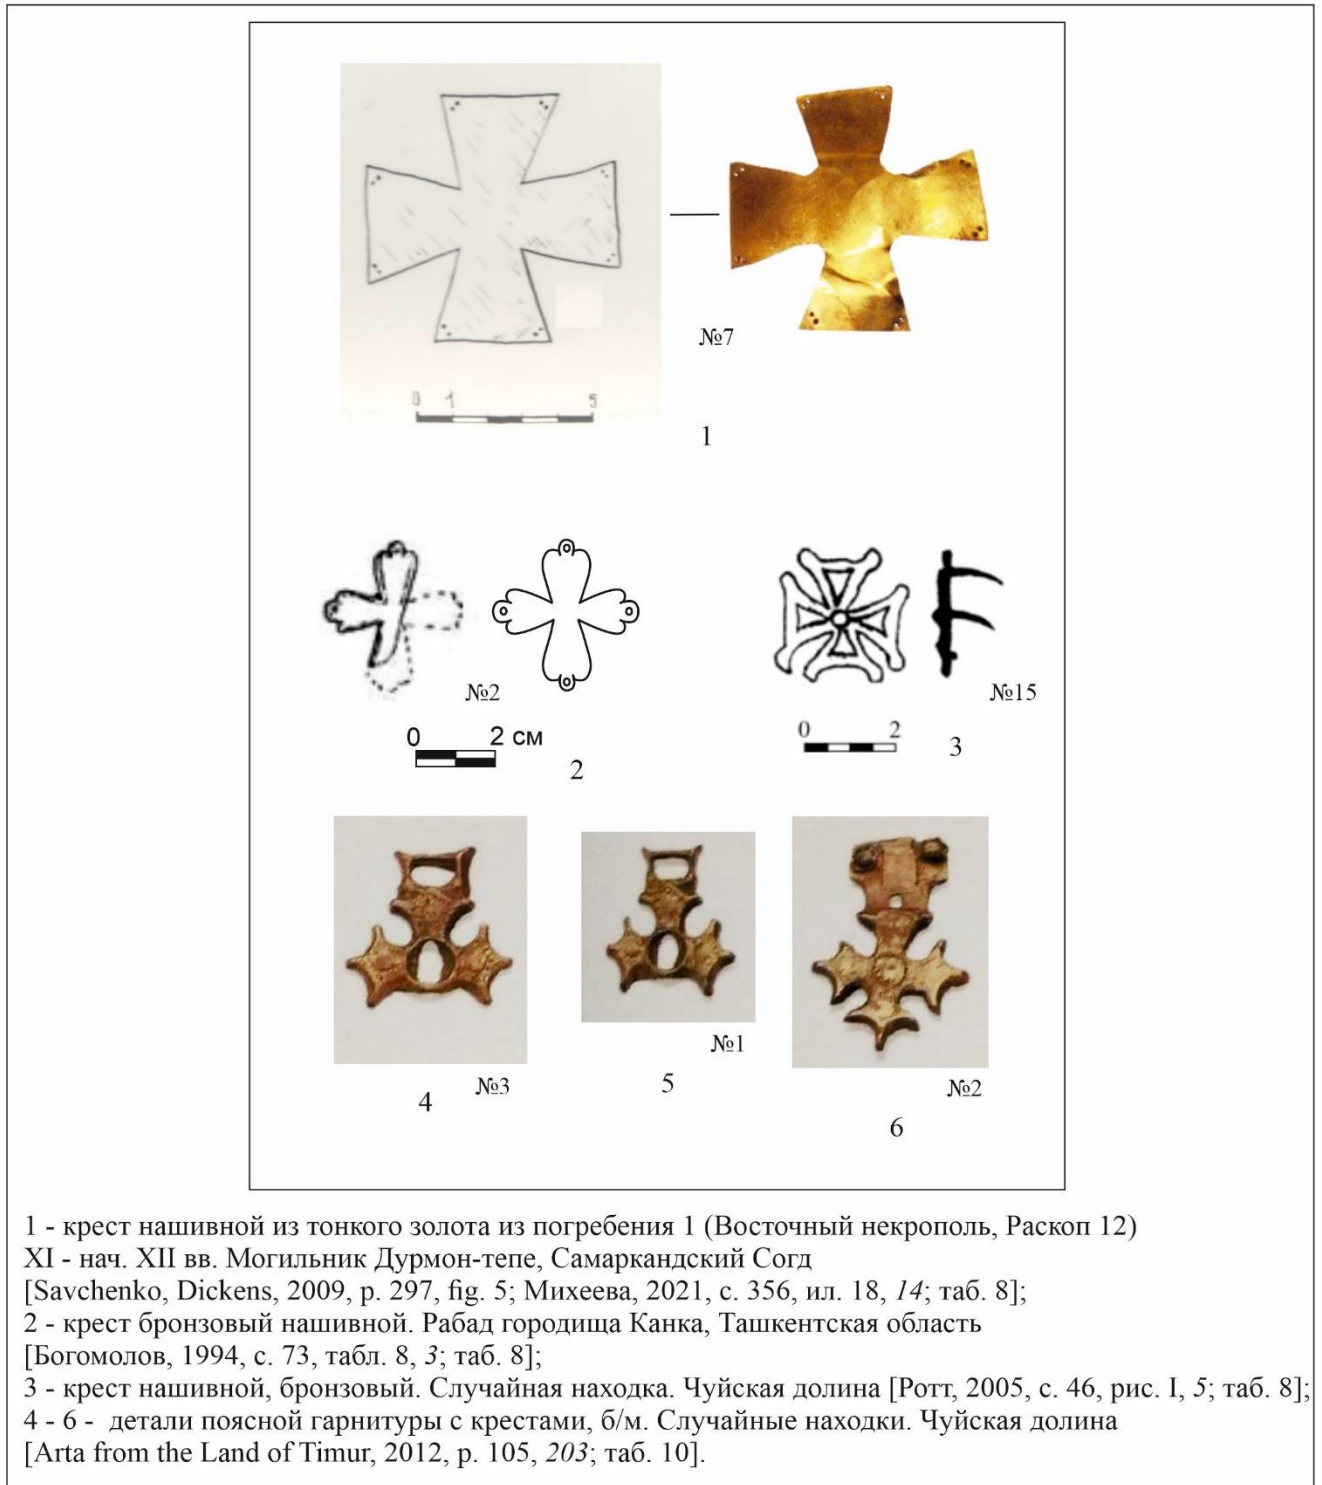 0 1 5
№7
1
№2
0 2 см
2
№15
0 2
3
№3
4
№1
5
№2
6
1 - крест нашивной из тонкого золота из погребения 1 (Восточный некрополь, Раскоп 12)
XI - нач. XII вв. Могильник Дурмон-тепе, Самаркандский Согд
[Savchenko, Dickens, 2009, p. 297, fig. 5; Михеева, 2021, с. 356, ил. 18, 14; таб. 8];
2 - крест бронзовый нашивной. Рабад городища Канка, Ташкентская область
[Богомолов, 1994, с. 73, табл. 8, 3; таб. 8];
3 - крест нашивной, бронзовый. Случайная находка. Чуйская долина [Ротт, 2005, с. 46, рис. I, 5; таб. 8];
4 - 6 - детали поясной гарнитуры с крестами, б/м. Случайные находки. Чуйская долина
[Arta from the Land of Timur, 2012, p. 105, 203; таб. 10].